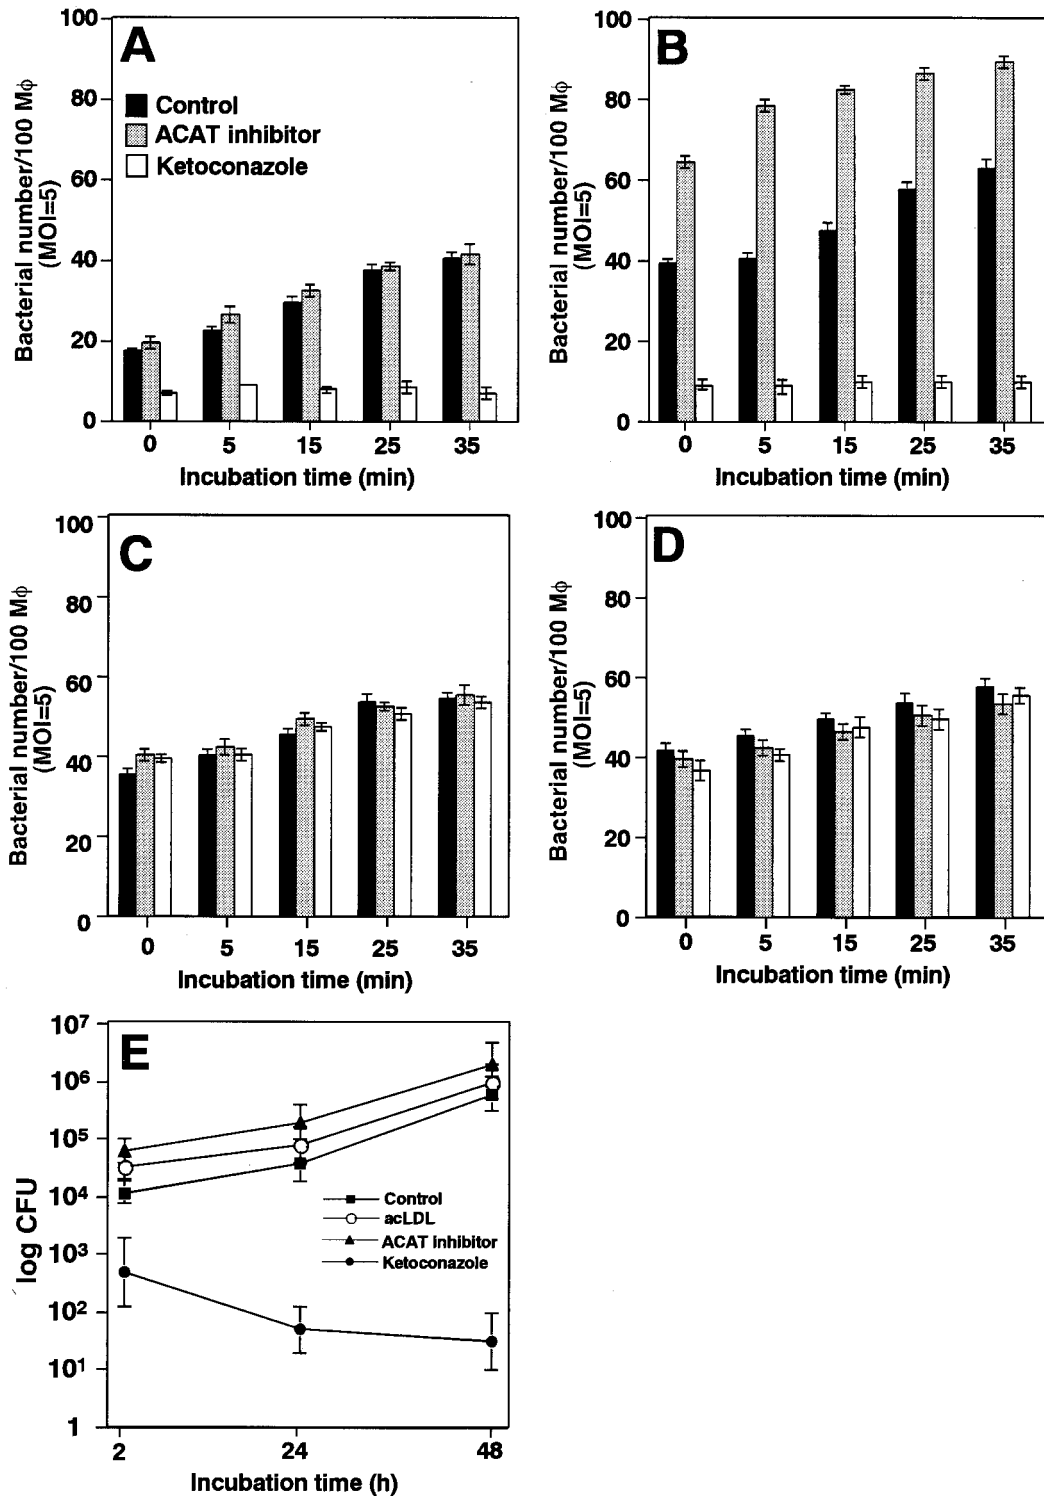 A
Control
ACAT inhibitor
Ketoconazole
Bacterial number/100 Mϕ
(MOI=5)
100
80
60
40
20
0
0 5 15 25 35
Incubation time (min)
B
Bacterial number/100 Mϕ
(MOI=5)
100
80
60
40
20
0
0 5 15 25 35
Incubation time (min)
C
Bacterial number/100 Mϕ
(MOI=5)
100
80
60
40
20
0
0 5 15 25 35
Incubation time (min)
D
Bacterial number/100 Mϕ
(MOI=5)
100
80
60
40
20
0
0 5 15 25 35
Incubation time (min)
E
log CFU
10⁷
10⁶
10⁵
10⁴
10³
10²
10¹
1
Control
acLDL
ACAT inhibitor
Ketoconazole
2 24 48
Incubation time (h)